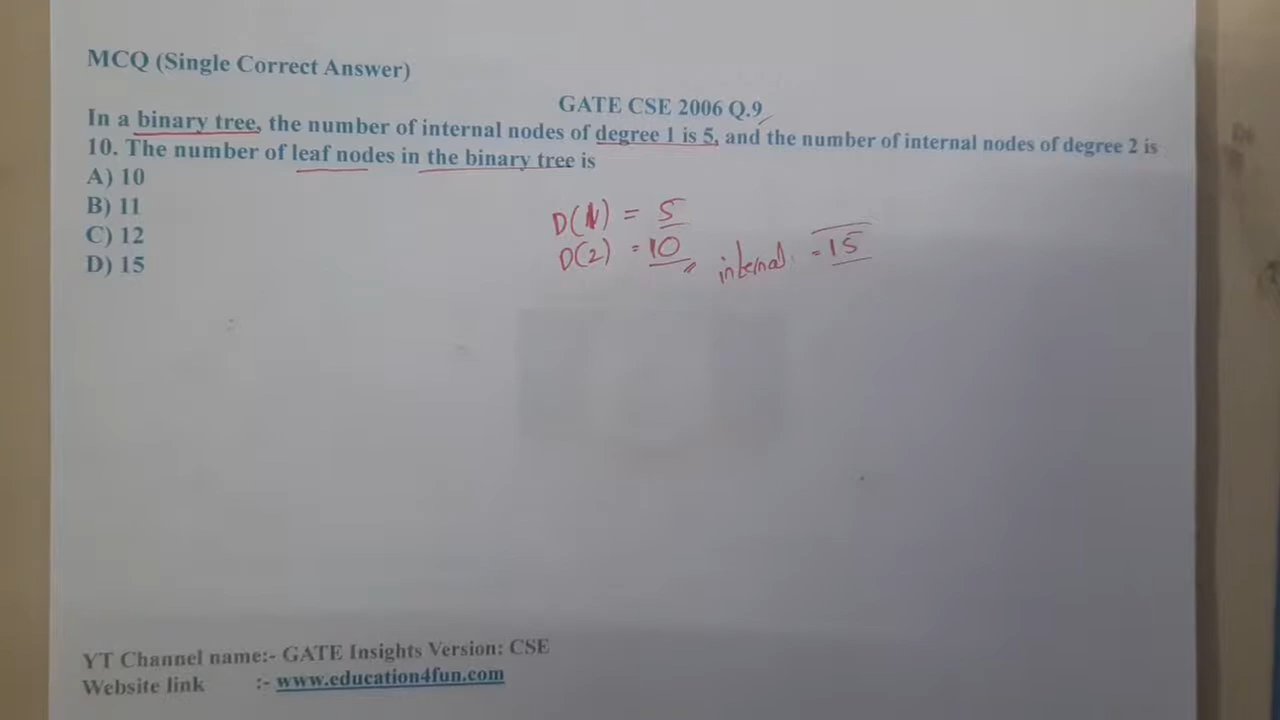 MCQ (Single Correct Answer)
GATE CSE 2006 Q.9
In a binary tree, the number of internal nodes of degree 1 is 5, and the number of internal nodes of degree 2 is
10. The number of leaf nodes in the binary tree is
A) 10
B) 11
C) 12
D) 15
D(1) = 5
D(2) = 10 internal = 15
YT Channel name:- GATE Insights Version: CSE
Website link :- www.education4fun.com